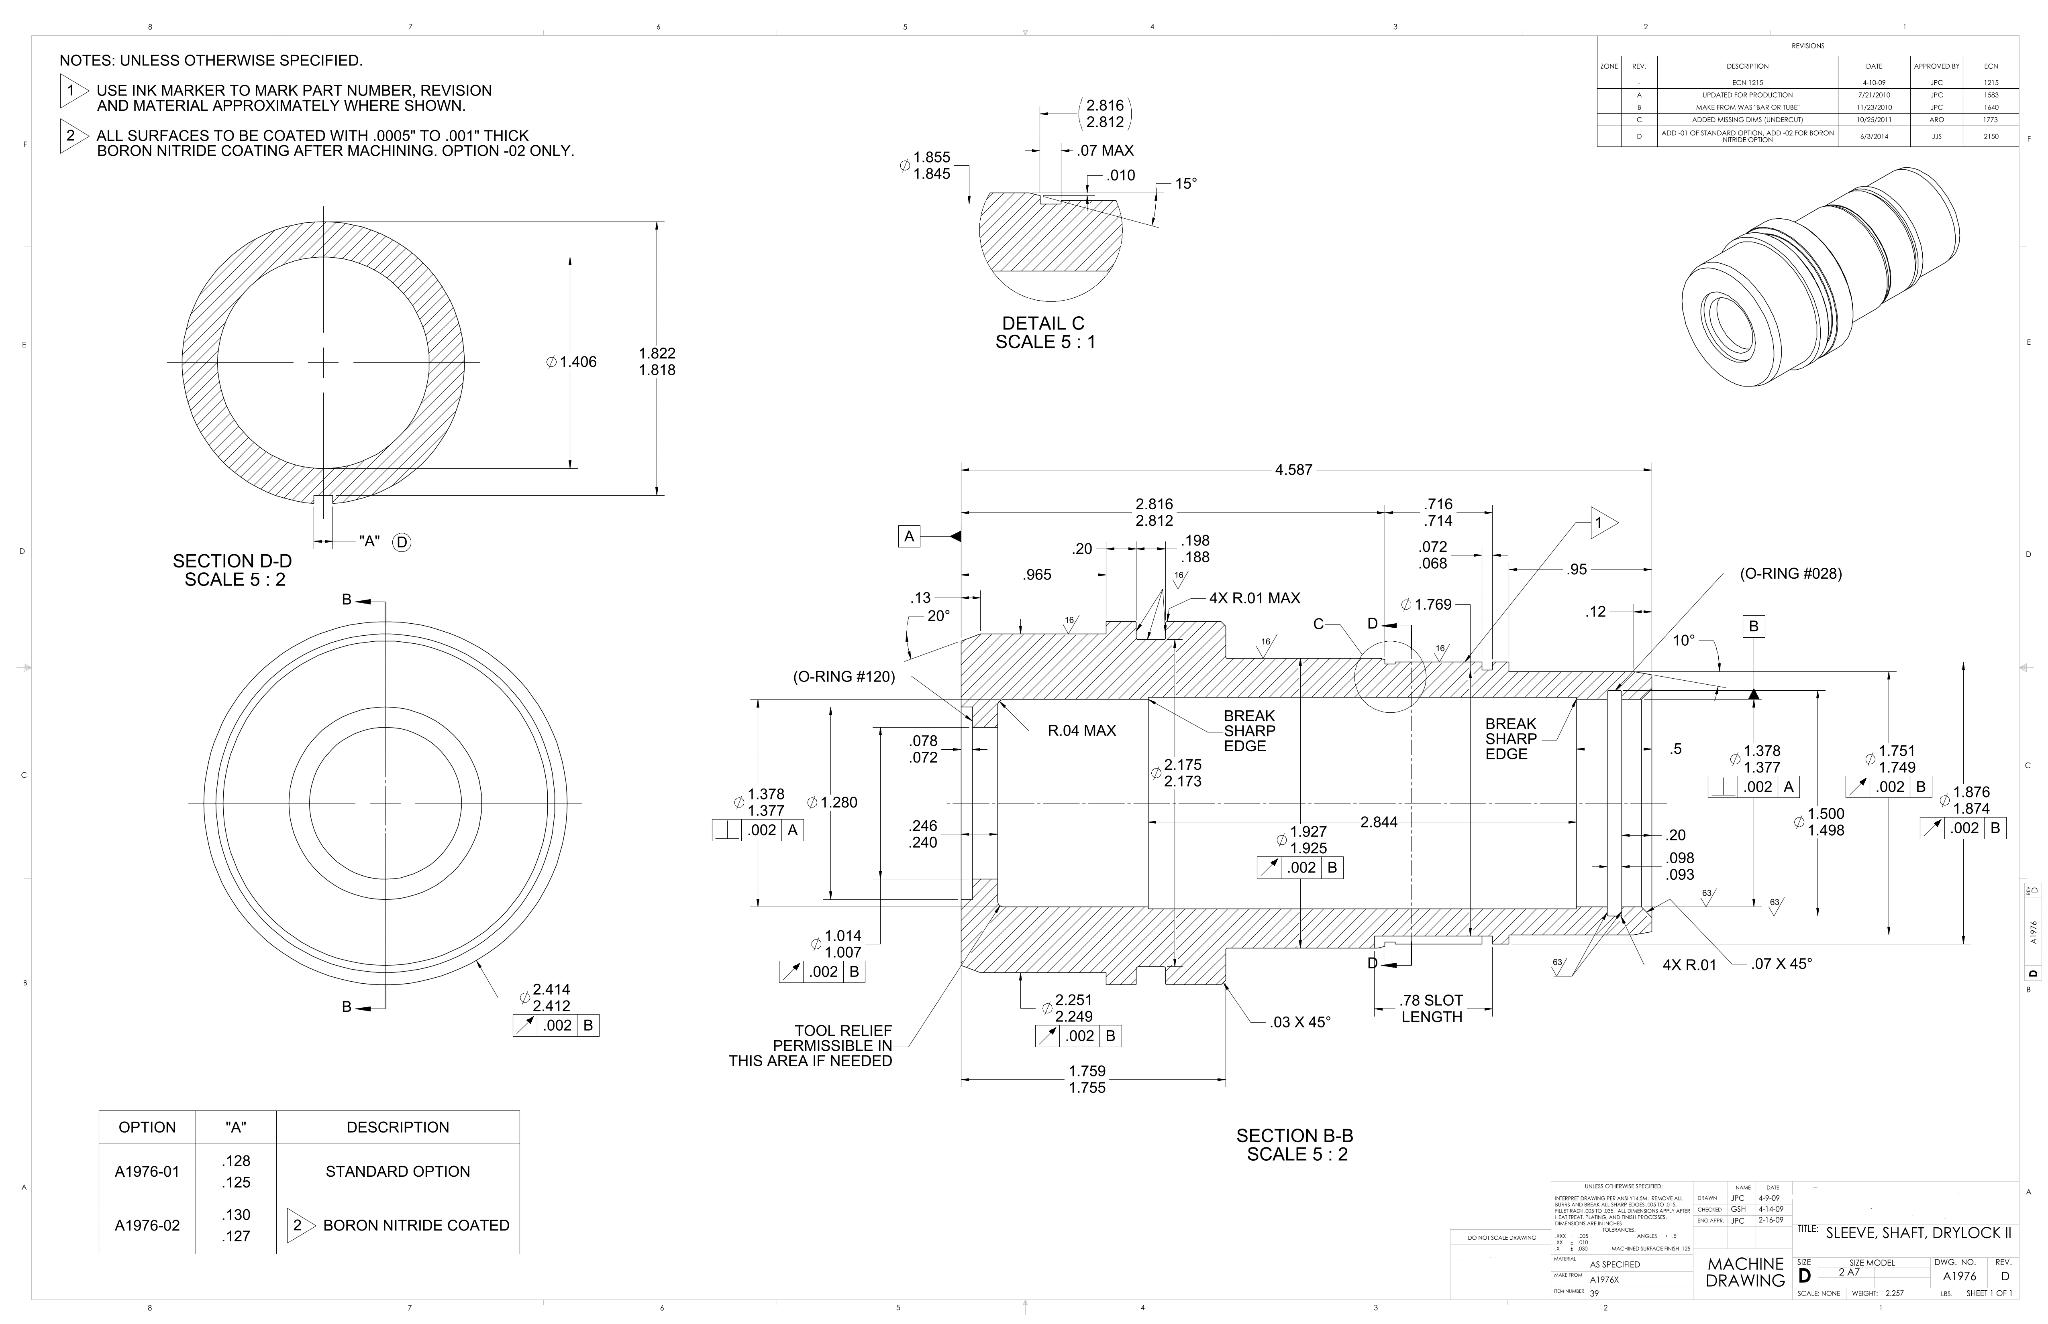 8 7 6 5 4 3 2 1
NOTES: UNLESS OTHERWISE SPECIFIED.
1 USE INK MARKER TO MARK PART NUMBER, REVISION
AND MATERIAL APPROXIMATELY WHERE SHOWN.
2 ALL SURFACES TO BE COATED WITH .0005" TO .001" THICK
BORON NITRIDE COATING AFTER MACHINING. OPTION -02 ONLY.
REVISIONS
ZONE REV. DESCRIPTION DATE APPROVED BY ECN
- ECN 1215 4-10-09 JPC 1215
A UPDATED FOR PRODUCTION 7/21/2010 JPC 1583
B MAKE FROM WAS "BAR OR TUBE" 11/23/2010 JPC 1640
C ADDED MISSING DIMS (UNDERCUT) 10/25/2011 ARO 1773
D ADD -01 OF STANDARD OPTION, ADD -02 FOR BORON
NITRIDE OPTION 6/3/2014 JJS 2150
(2.816
2.812)
.07 MAX
⌀ 1.855
1.845
.010
15°
DETAIL C
SCALE 5 : 1
⌀ 1.406
1.822
1.818
"A" D
SECTION D-D
SCALE 5 : 2
B
B
⌀ 2.414
2.412
.002 B
4.587
2.816
2.812
.716
.714
1
A
.20
.198
.188
.072
.068
.95
.965
16
(O-RING #028)
.13
20°
4X R.01 MAX
⌀ 1.769
.12
16
16
C
D
16
10°
B
(O-RING #120)
R.04 MAX
BREAK
SHARP
EDGE
BREAK
SHARP
EDGE
.078
.072
⌀ 2.175
2.173
.5
⌀ 1.378
1.377
⊥ .002 A
⌀ 1.751
1.749
.002 B
⌀ 1.378
1.377
⊥ .002 A
⌀ 1.280
.246
.240
2.844
⌀ 1.927
1.925
.002 B
⌀ 1.500
1.498
⌀ 1.876
1.874
.002 B
.20
.098
.093
63
63
⌀ 1.014
1.007
.002 B
D
63
4X R.01
.07 X 45°
⌀ 2.251
2.249
.002 B
.03 X 45°
.78 SLOT
LENGTH
TOOL RELIEF
PERMISSIBLE IN
THIS AREA IF NEEDED
1.759
1.755
SECTION B-B
SCALE 5 : 2
OPTION "A" DESCRIPTION
A1976-01 .128
.125 STANDARD OPTION
A1976-02 .130
.127 2 BORON NITRIDE COATED
DO NOT SCALE DRAWING
UNLESS OTHERWISE SPECIFIED:
DIMENSIONS ARE IN INCHES
TOLERANCES:
MACHINED SURFACE FINISH
MATERIAL AS SPECIFIED
MAKE FROM A1976X
ITEM NUMBER 39
NAME DATE
DRAWN JPC 4-9-09
CHECKED GSH 4-14-09
ENG APPR. JPC 2-16-09
MACHINE
DRAWING
TITLE: SLEEVE, SHAFT, DRYLOCK II
SIZE D
SIZE MODEL 2 A7
DWG. NO. A1976
REV. D
SCALE: NONE WEIGHT: 2.257 LBS. SHEET 1 OF 1
A1976
D
8 7 6 5 4 3 2 1